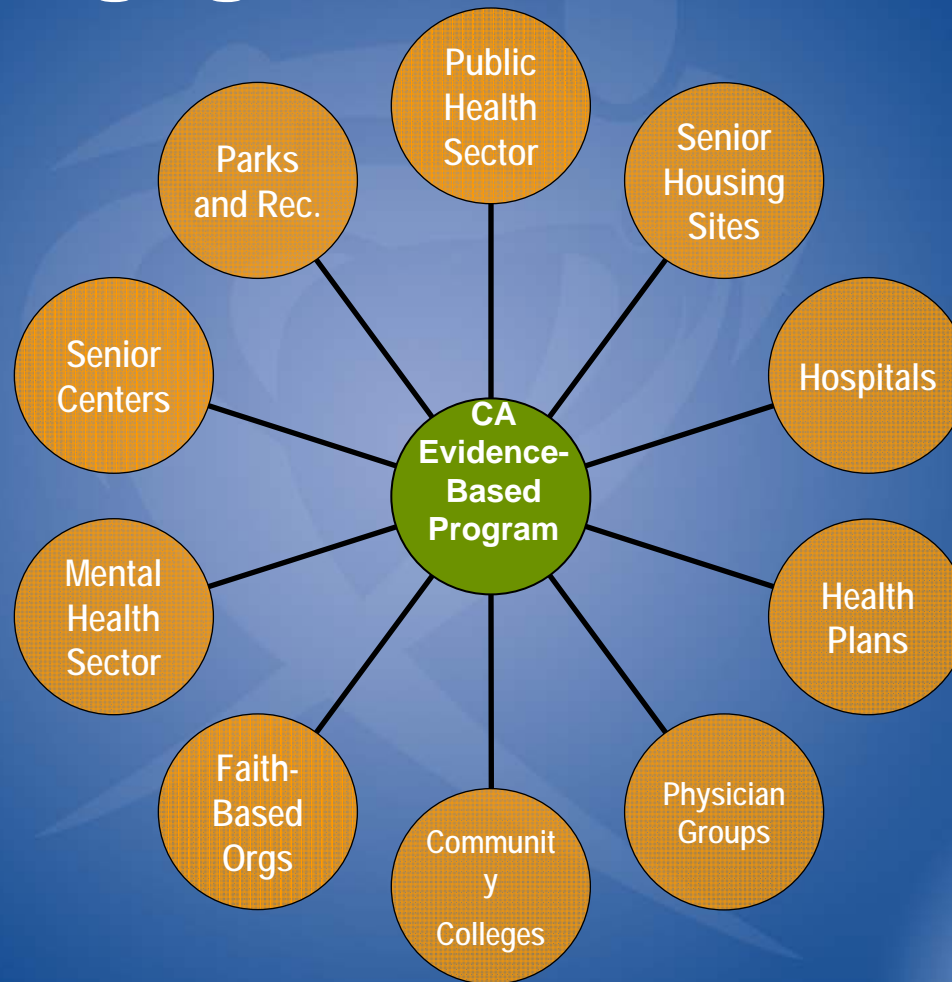 Public
Health
Sector
Senior
Housing
Sites
Hospitals
Health
Plans
Physician
Groups
Communit
y
Colleges
Faith-
Based
Orgs
Mental
Health
Sector
Senior
Centers
Parks
and Rec.
CA
Evidence-
Based
Program